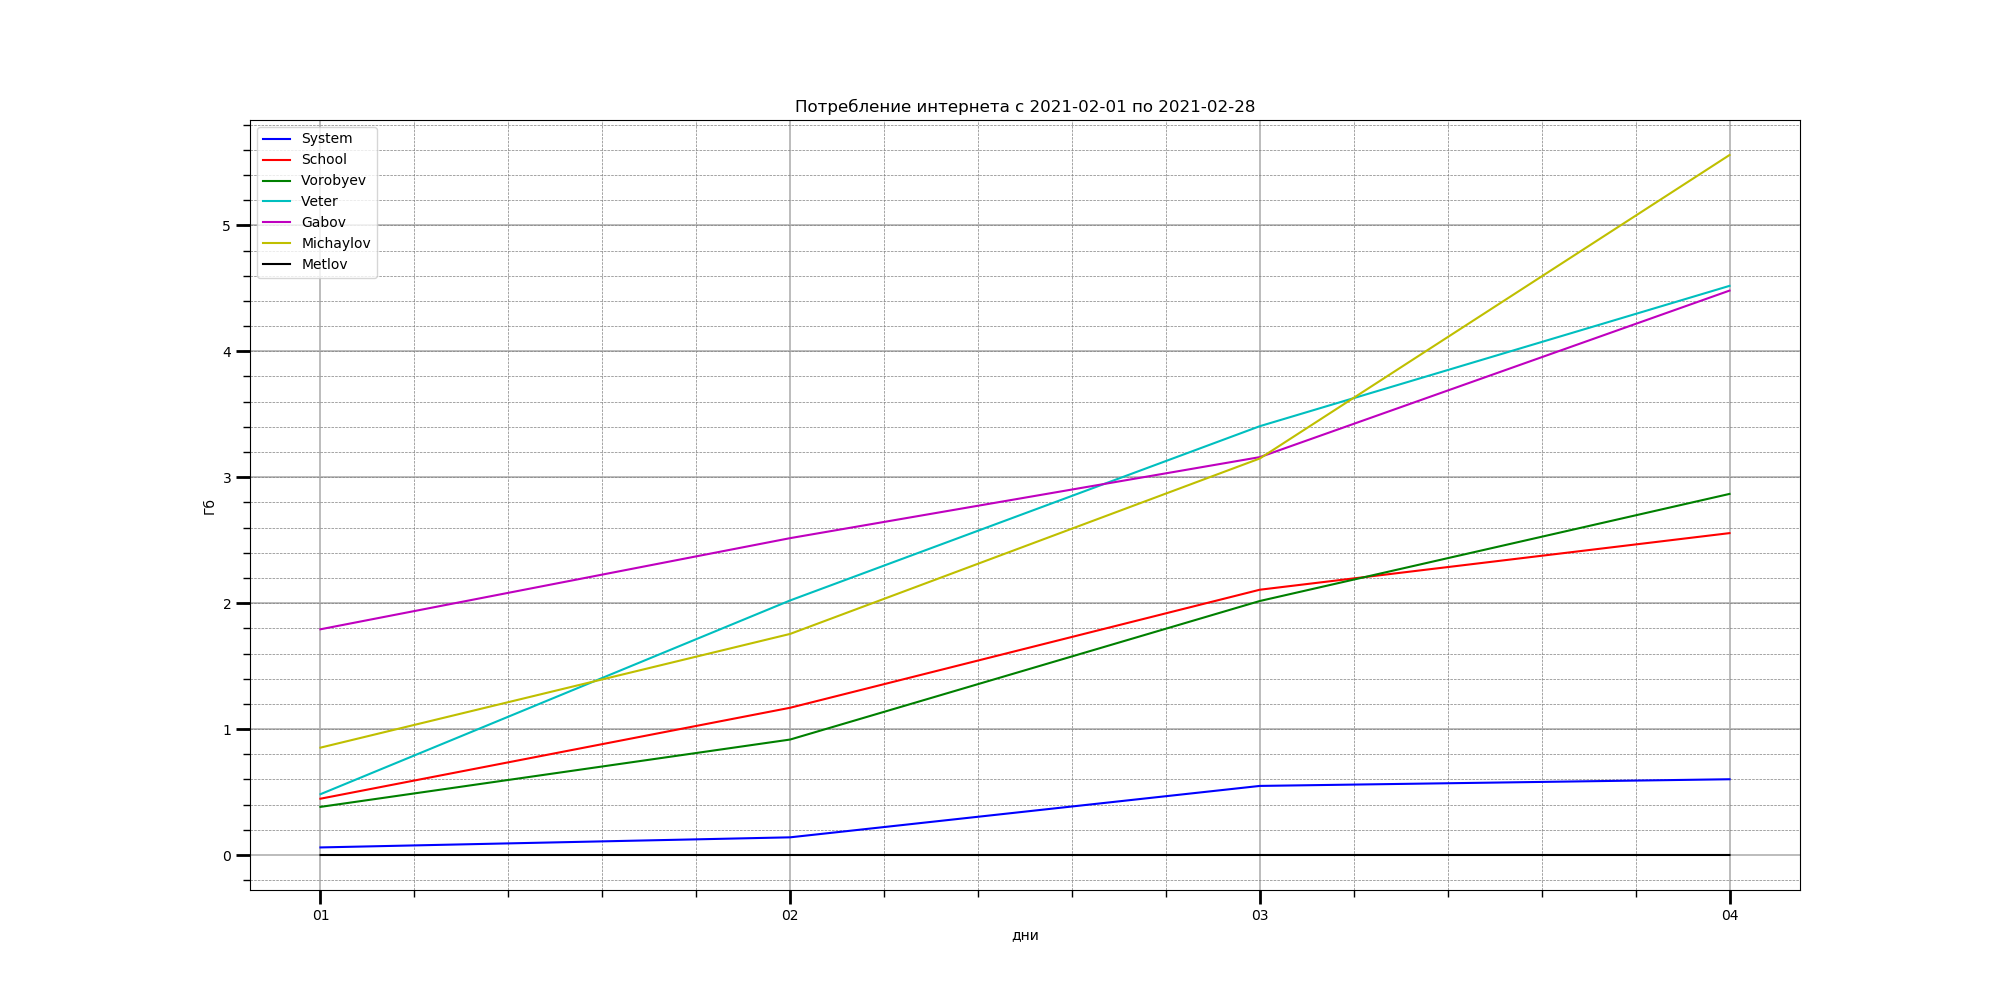 Потребление интернета с 2021-02-01 по 2021-02-28
System
School
Vorobyev
Veter
Gabov
Michaylov
Metlov
5
4
3
2
1
0
Гб
01 02 03 04
дни